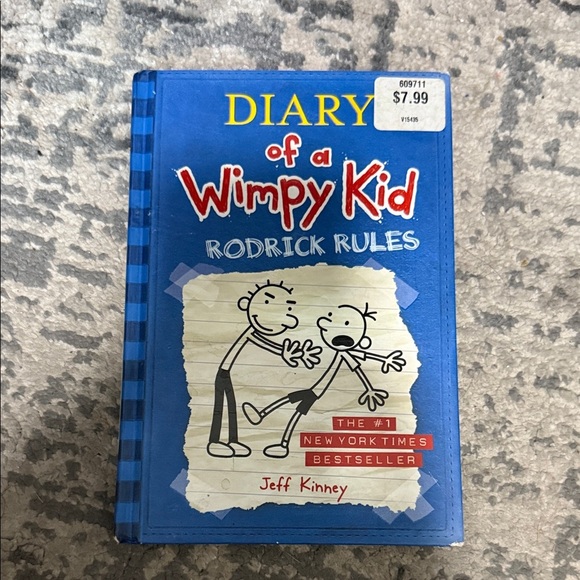 609711
$7.99
V15435
DIARY
of a
Wimpy Kid
RODRICK RULES
THE #1
NEW YORK TIMES
BESTSELLER
Jeff Kinney